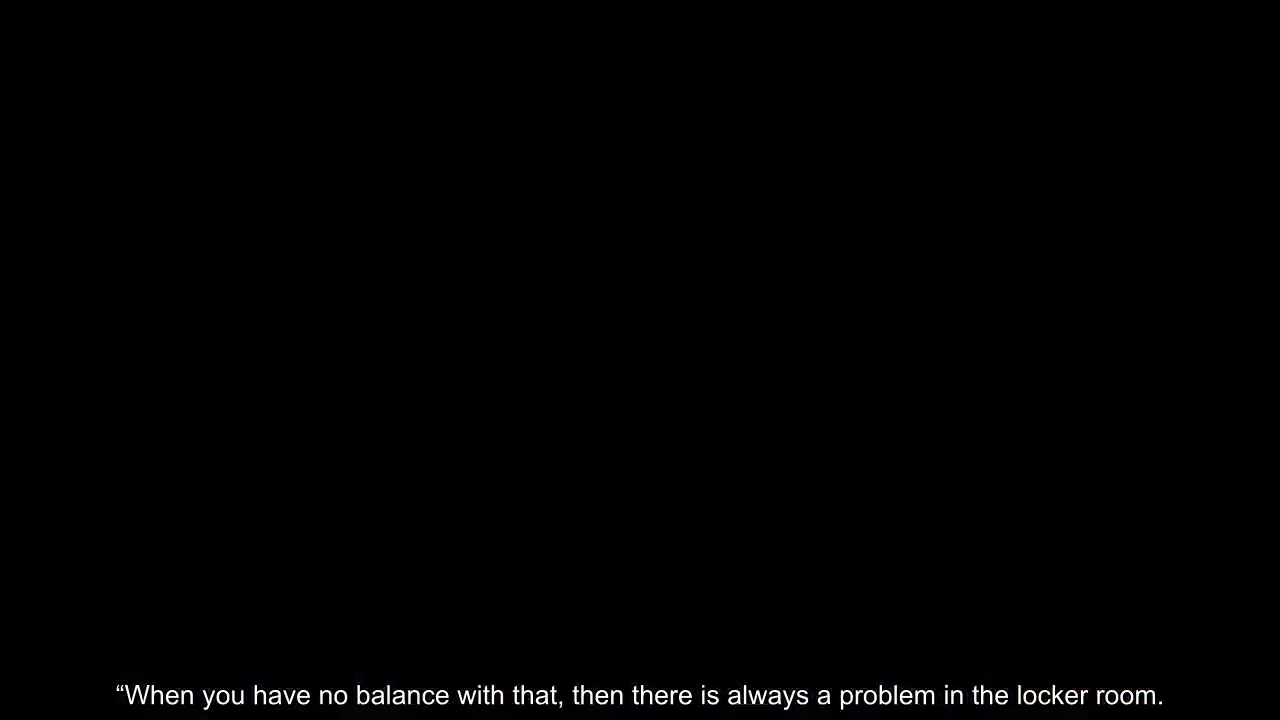 “When you have no balance with that, then there is always a problem in the locker room.